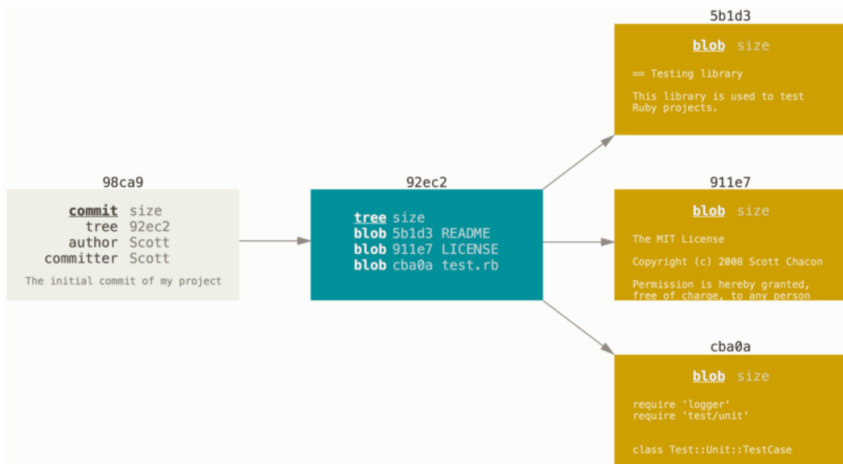 98ca9
commit size
tree 92ec2
author Scott
committer Scott
The initial commit of my project
92ec2
tree size
blob 5b1d3 README
blob 911e7 LICENSE
blob cba0a test.rb
5b1d3
blob size
== Testing library
This library is used to test
Ruby projects.
911e7
blob size
The MIT License
Copyright (c) 2008 Scott Chacon
Permission is hereby granted,
free of charge, to any person
cba0a
blob size
require 'logger'
require 'test/unit'
class Test::Unit::TestCase